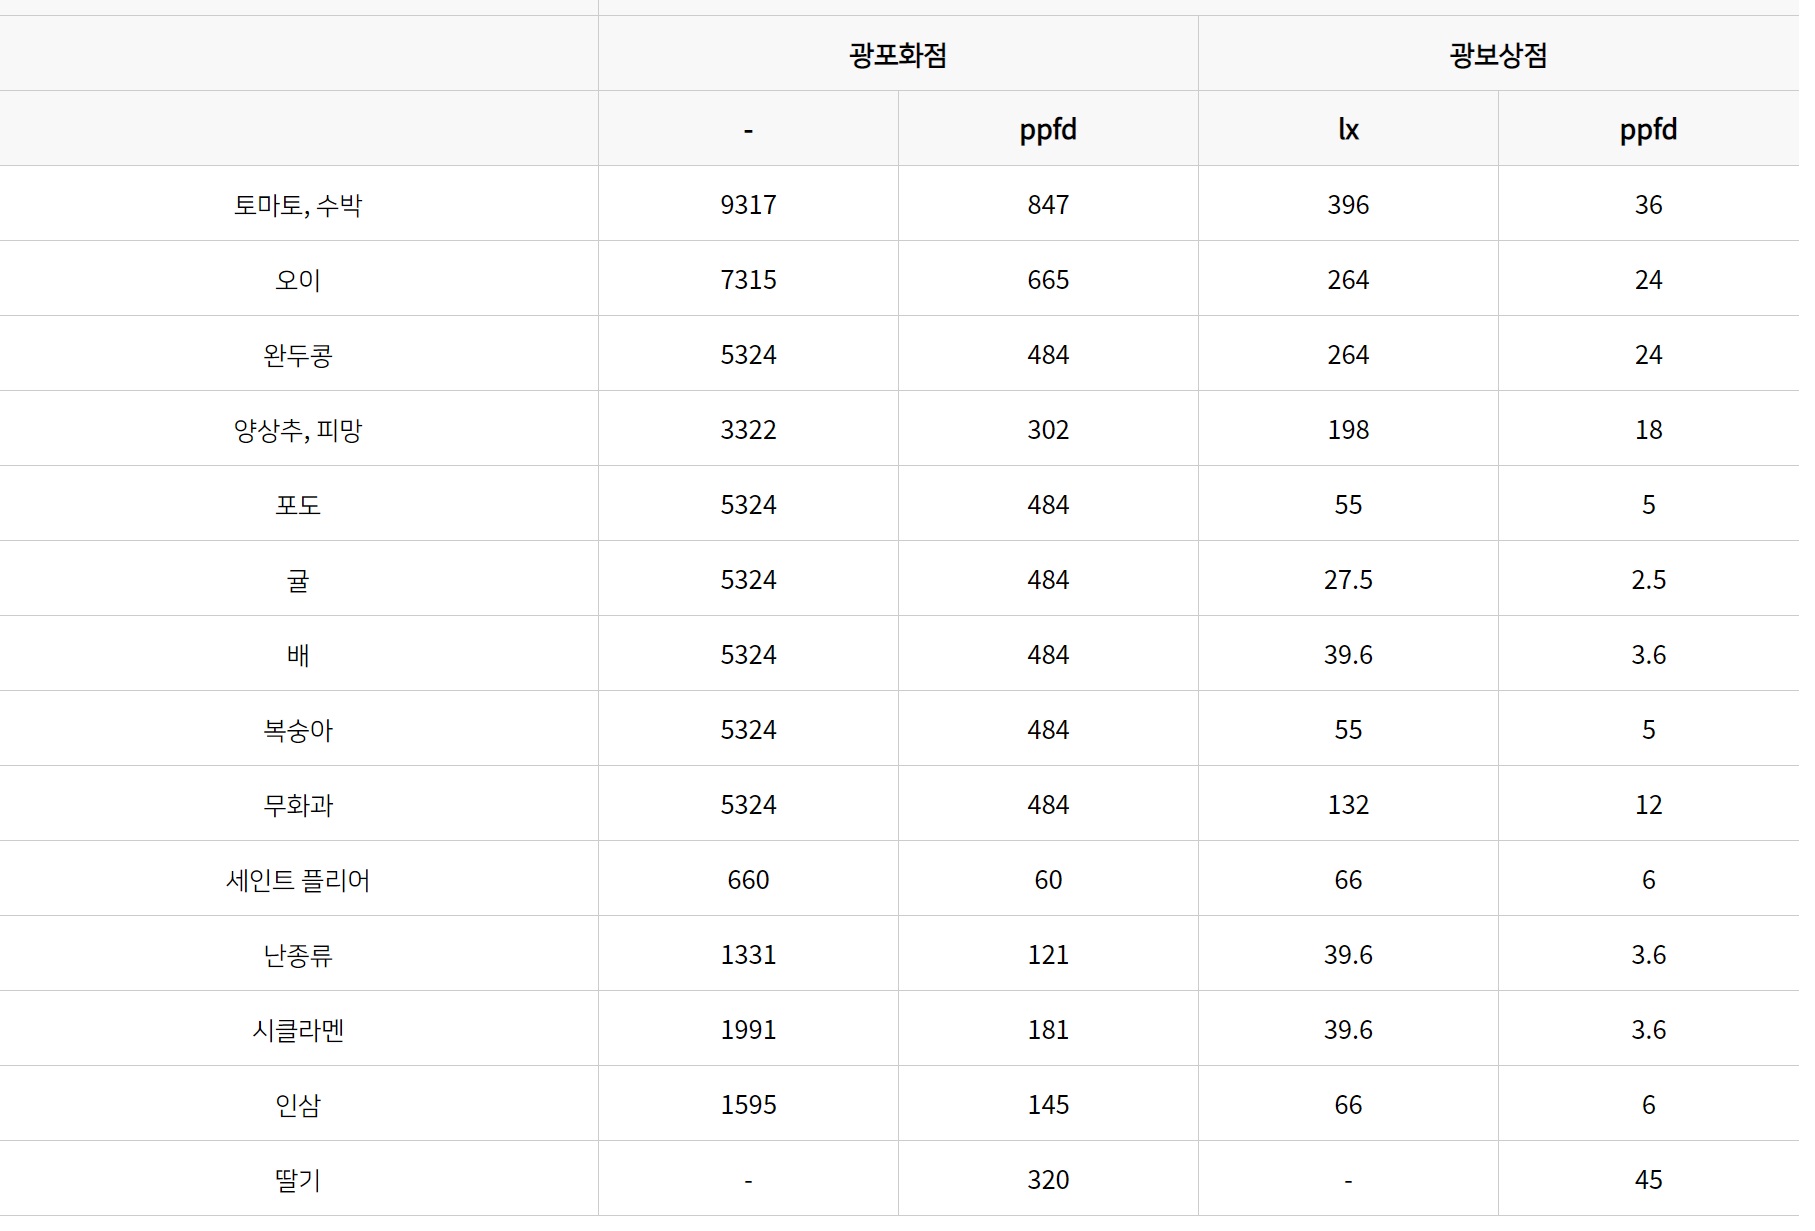 광포화점 광보상점
- ppfd lx ppfd
토마토, 수박 9317 847 396 36
오이 7315 665 264 24
완두콩 5324 484 264 24
양상추, 피망 3322 302 198 18
포도 5324 484 55 5
귤 5324 484 27.5 2.5
배 5324 484 39.6 3.6
복숭아 5324 484 55 5
무화과 5324 484 132 12
세인트 플리어 660 60 66 6
난종류 1331 121 39.6 3.6
시클라멘 1991 181 39.6 3.6
인삼 1595 145 66 6
딸기 - 320 - 45